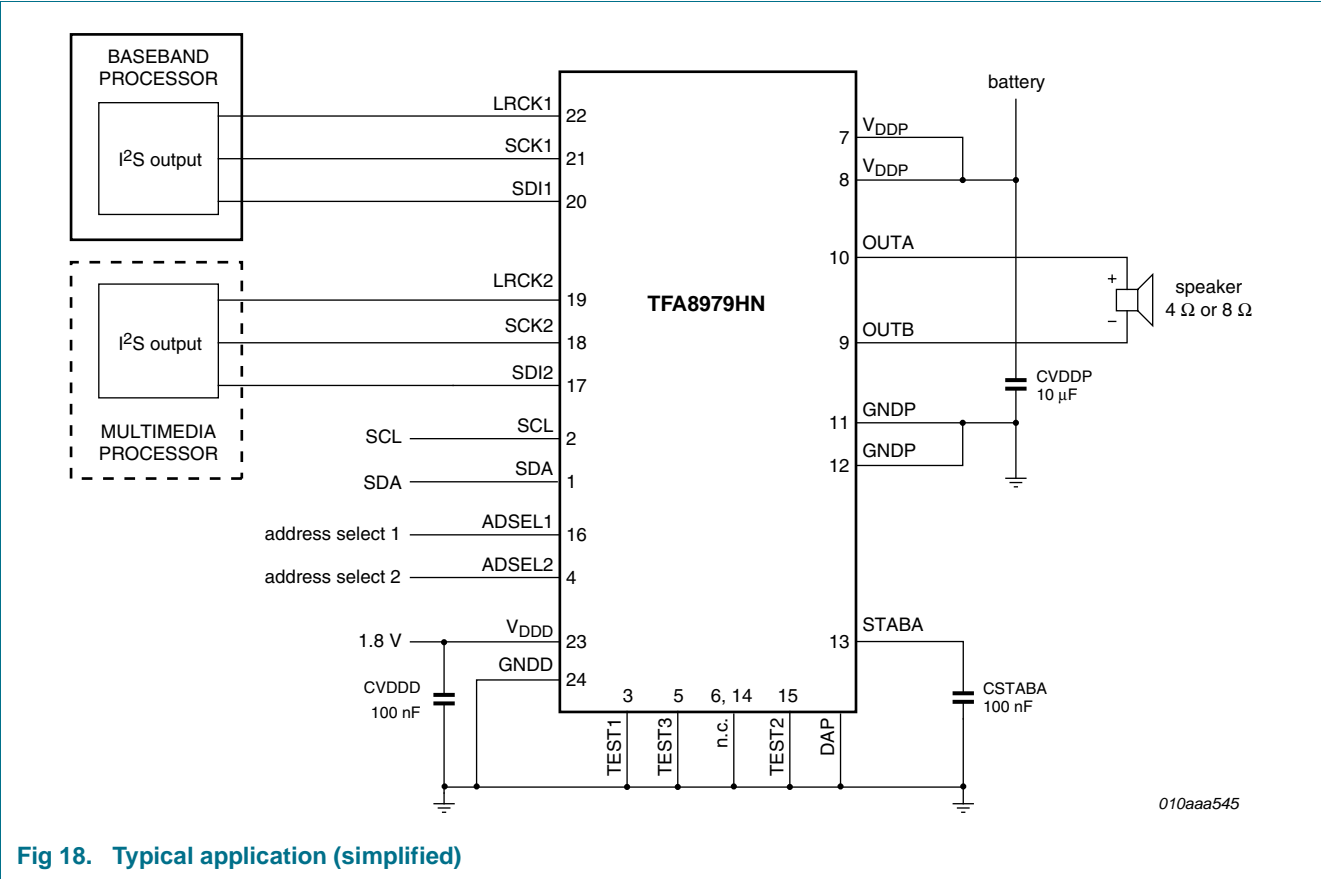 BASEBAND
PROCESSOR
I2S output
LRCK1
22
SCK1
21
SDI1
20
MULTIMEDIA
PROCESSOR
I2S output
LRCK2
19
SCK2
18
SDI2
17
SCL
SCL
2
SDA
SDA
1
address select 1
ADSEL1
16
address select 2
ADSEL2
4
1.8 V
VDDD
23
GNDD
24
CVDDD
100 nF
TFA8979HN
battery
7
VDDP
8
VDDP
10
OUTA
+
speaker
4 Ω or 8 Ω
−
9
OUTB
CVDDP
10 μF
11
GNDP
12
GNDP
13
STABA
CSTABA
100 nF
3
5
6, 14
15
TEST1
TEST3
n.c.
TEST2
DAP
010aaa545
Fig 18. Typical application (simplified)